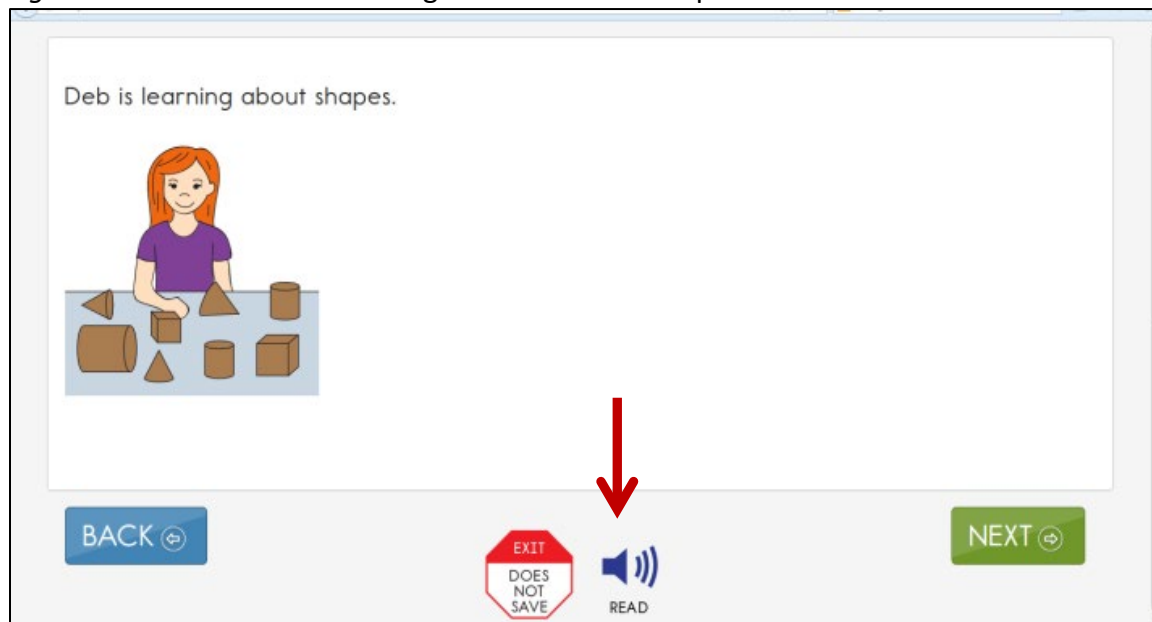 Deb is learning about shapes.
BACK
EXIT
DOES
NOT
SAVE
READ
NEXT